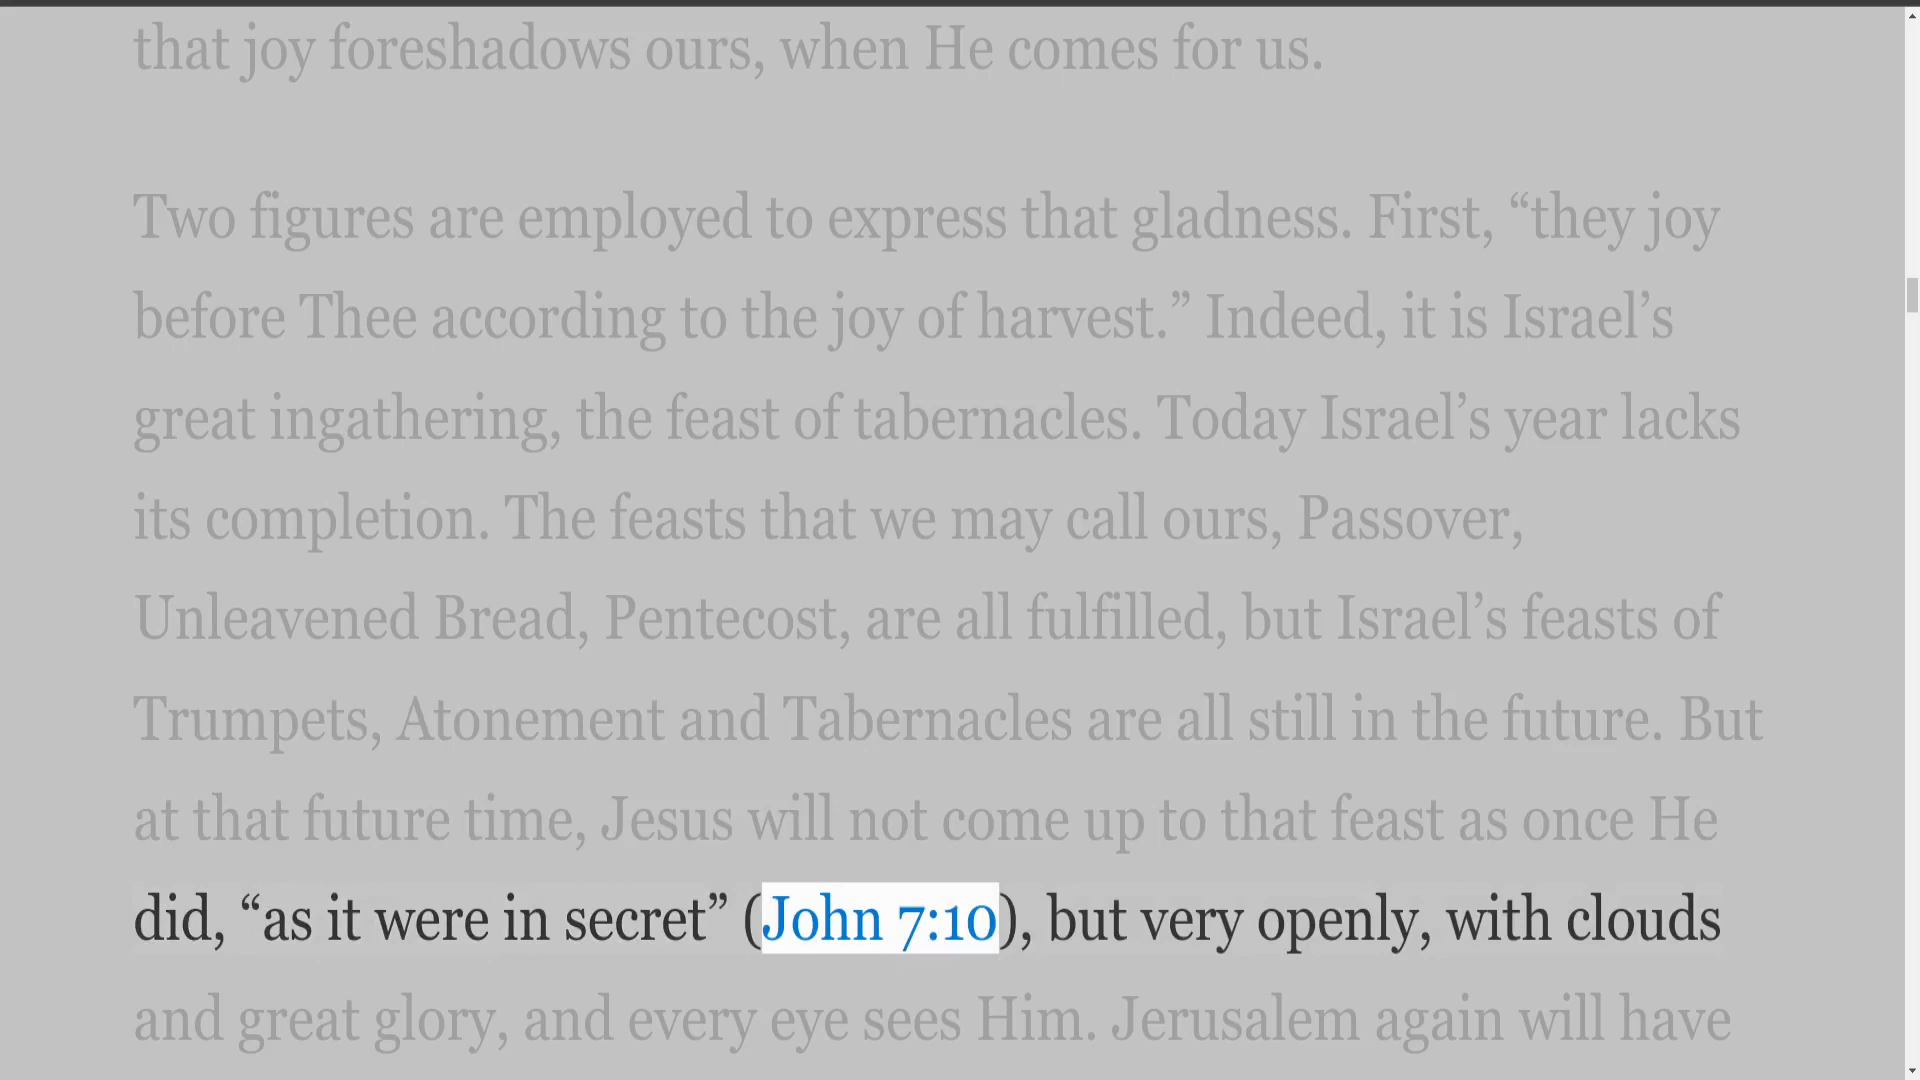 that joy foreshadows ours, when He comes for us.
Two figures are employed to express that gladness. First, “they joy
before Thee according to the joy of harvest.” Indeed, it is Israel’s
great ingathering, the feast of tabernacles. Today Israel’s year lacks
its completion. The feasts that we may call ours, Passover,
Unleavened Bread, Pentecost, are all fulfilled, but Israel’s feasts of
Trumpets, Atonement and Tabernacles are all still in the future. But
at that future time, Jesus will not come up to that feast as once He
did, “as it were in secret” (John 7:10), but very openly, with clouds
and great glory, and every eye sees Him. Jerusalem again will have